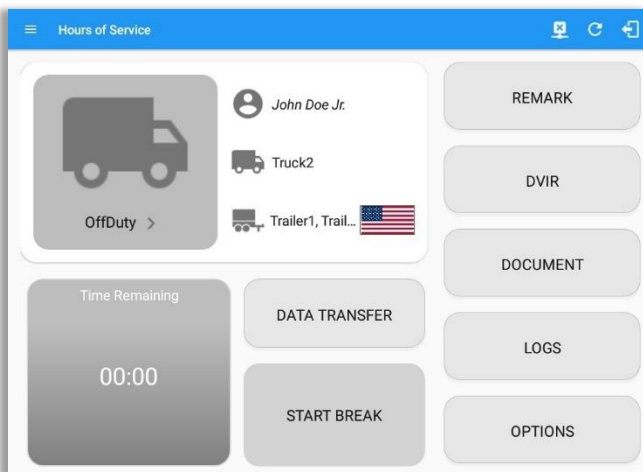 Hours of Service
John Doe Jr.
Truck2
Trailer1, Trail...
OffDuty >
Time Remaining
00:00
DATA TRANSFER
START BREAK
REMARK
DVIR
DOCUMENT
LOGS
OPTIONS